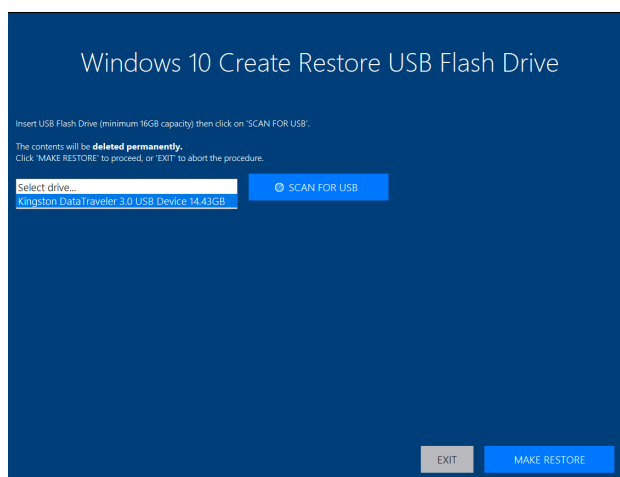 Windows 10 Create Restore USB Flash Drive
Insert USB Flash Drive (minimum 16GB capacity) then click on 'SCAN FOR USB'.
The contents will be deleted permanently.
Click 'MAKE RESTORE' to proceed, or 'EXIT' to abort the procedure.
Select drive...
SCAN FOR USB
Kingston DataTraveler 3.0 USB Device 14.43GB
EXIT
MAKE RESTORE